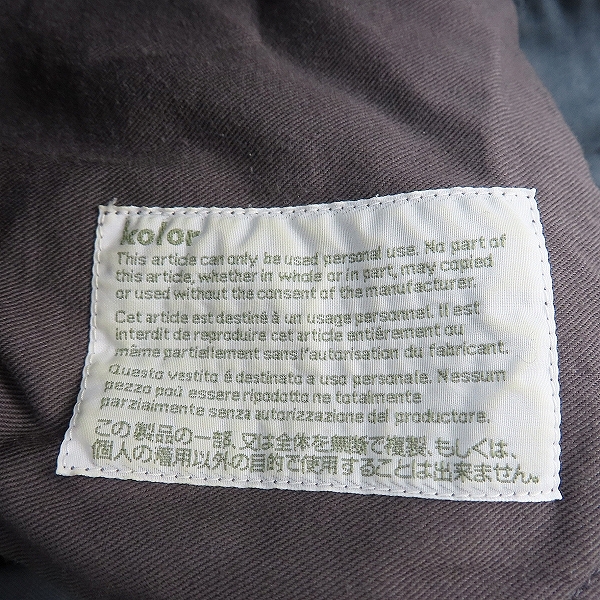 kolor
This article can only be used personal use. No part of
this article, whether in whole or in part, may copied
or used without the consent of the manufacturer.
Cet article est destiné à un usage personnel. Il est
interdit de reproduire cet article entiérement ou
même partiellement sans l'autorisation du fabricant.
Questo vestito é destinato a uso personale. Nessum
pezzo poū essere ripodotto ne totalmente
parzialmente senza autorizzazione del productore.
この製品の一部、又は全体を無断で複製、もしくは、
個人の着用以外の目的で使用することは出来ません。